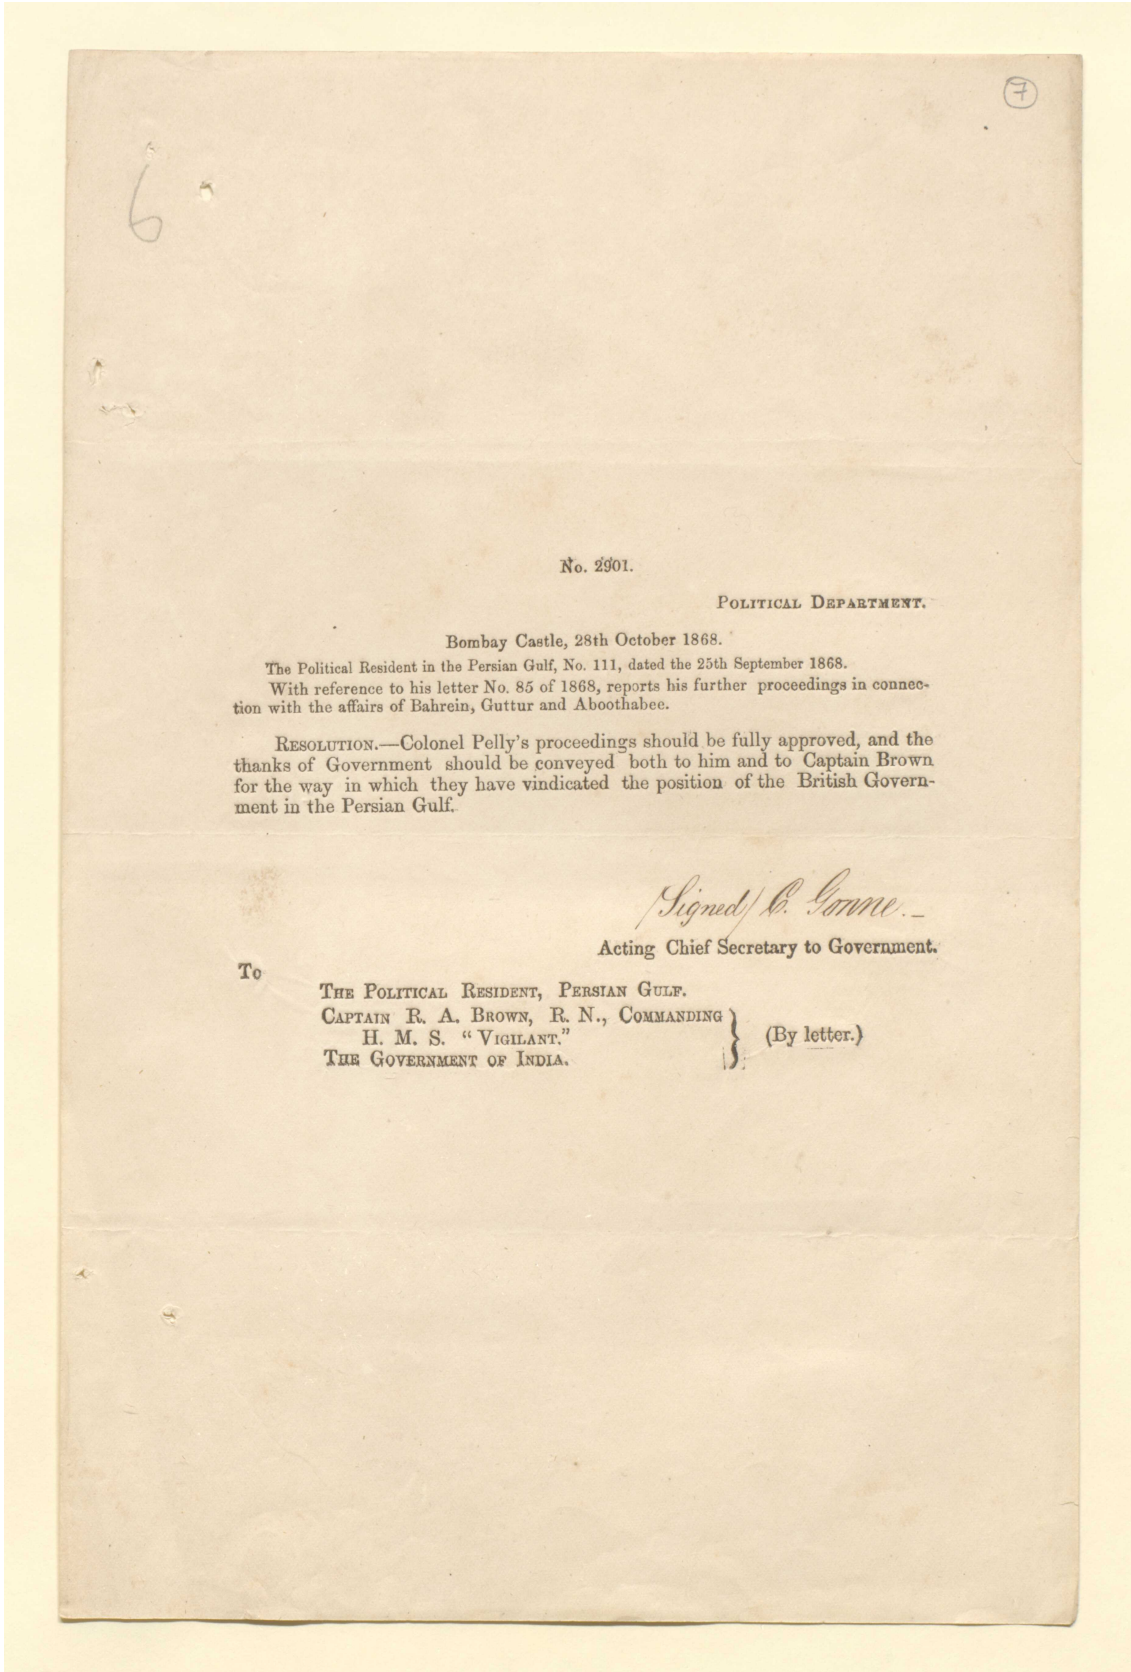 7
6
No. 2901.
POLITICAL DEPARTMENT.
Bombay Castle, 28th October 1868.
The Political Resident in the Persian Gulf, No. 111, dated the 25th September 1868.
With reference to his letter No. 85 of 1868, reports his further proceedings in connec-
tion with the affairs of Bahrein, Guttur and Aboothabee.
RESOLUTION.—Colonel Pelly's proceedings should be fully approved, and the
thanks of Government should be conveyed both to him and to Captain Brown
for the way in which they have vindicated the position of the British Govern-
ment in the Persian Gulf.
/Signed/ C. Gonne.–
Acting Chief Secretary to Government.
To
THE POLITICAL RESIDENT, PERSIAN GULF.
CAPTAIN R. A. BROWN, R. N., COMMANDING
H. M. S. "VIGILANT."
(By letter.)
THE GOVERNMENT OF INDIA.